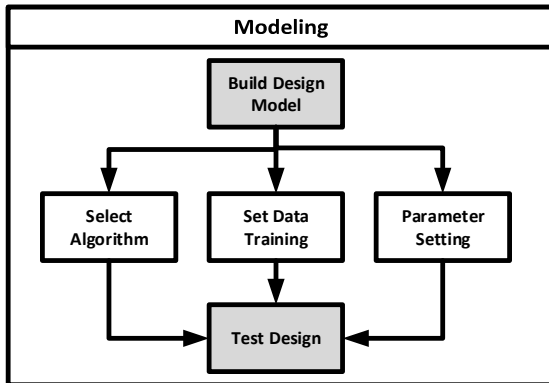 Modeling
Build Design
Model
Select
Algorithm
Set Data
Training
Parameter
Setting
Test Design